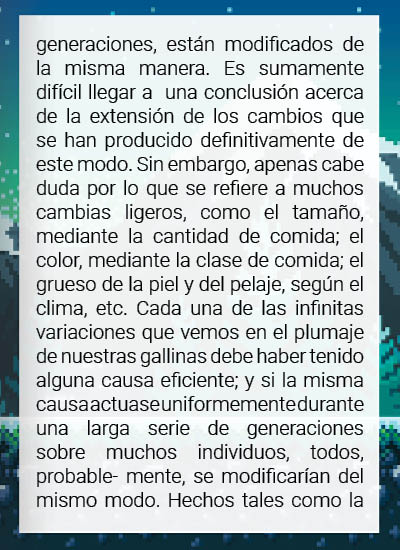 generaciones, están modificados de
la misma manera. Es sumamente
difícil llegar a una conclusión acerca
de la extensión de los cambios que
se han producido definitivamente de
este modo. Sin embargo, apenas cabe
duda por lo que se refiere a muchos
cambias ligeros, como el tamaño,
mediante la cantidad de comida; el
color, mediante la clase de comida; el
grueso de la piel y del pelaje, según el
clima, etc. Cada una de las infinitas
variaciones que vemos en el plumaje
de nuestras gallinas debe haber tenido
alguna causa eficiente; y si la misma
causa actuase uniformemente durante
una larga serie de generaciones
sobre muchos individuos, todos,
probable- mente, se modificarían del
mismo modo. Hechos tales como la